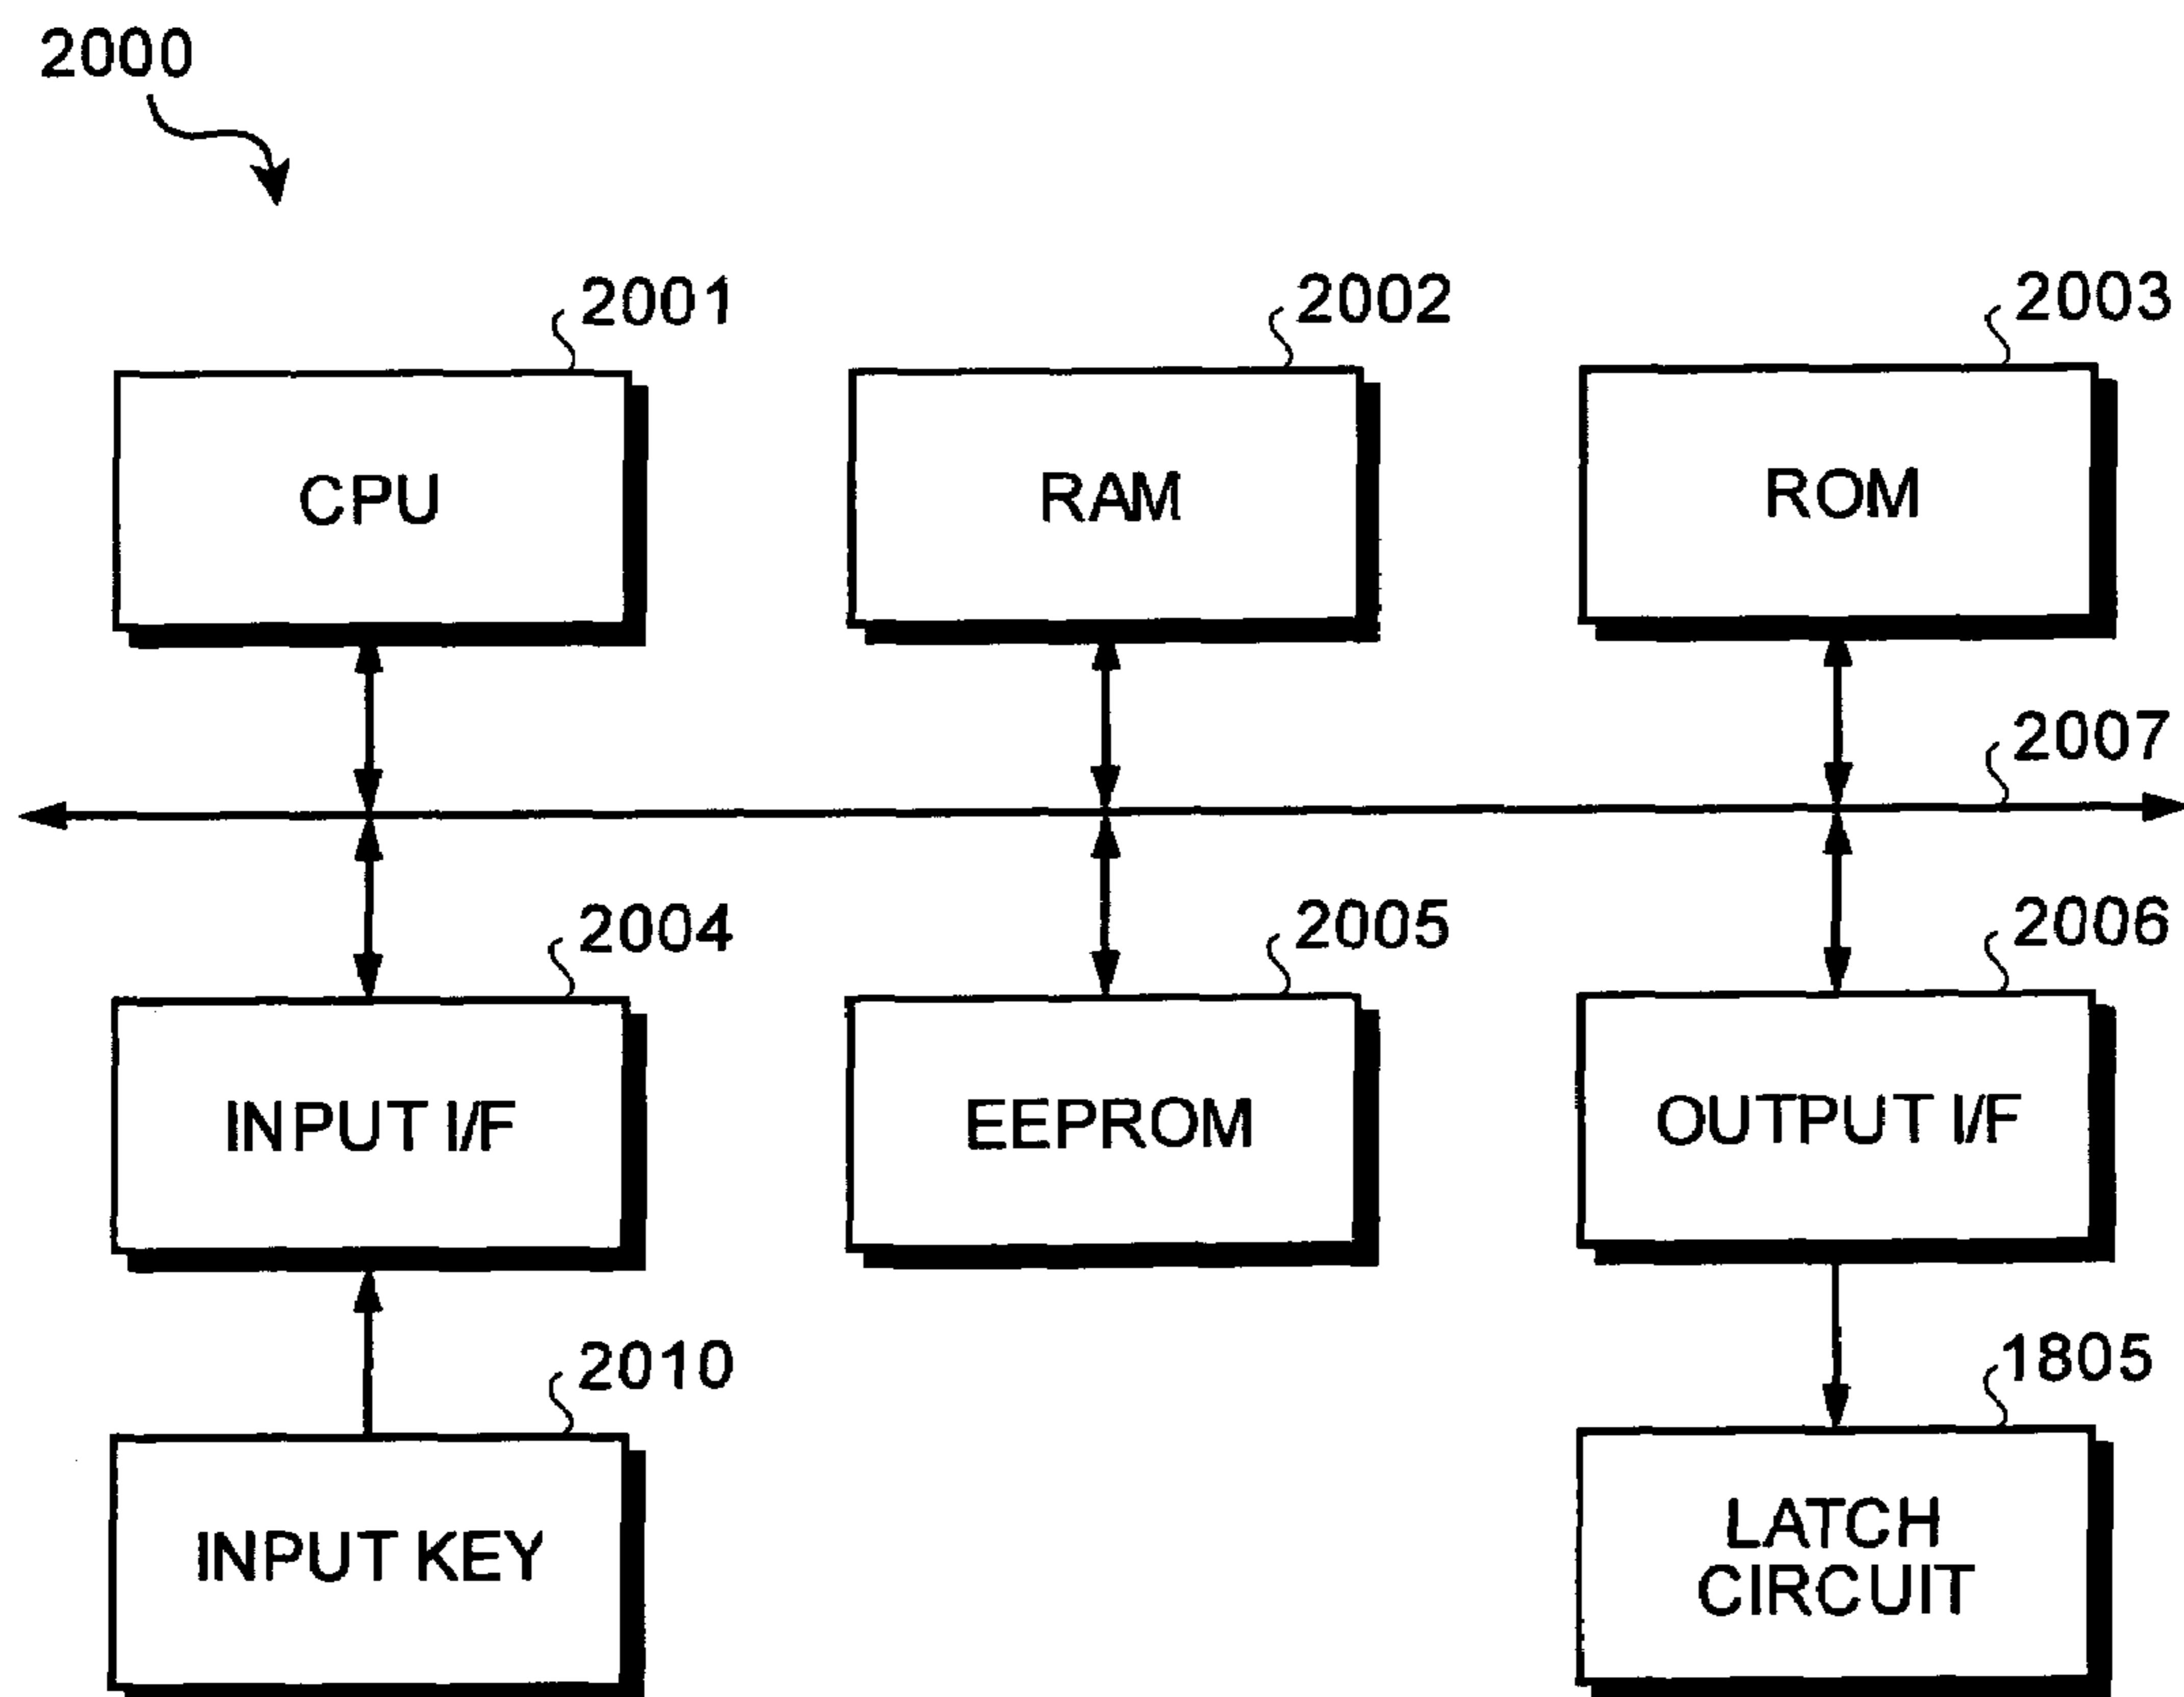 2000
2001
2002
2003
CPU
RAM
ROM
2007
2004
2005
2006
INPUT I/F
EEPROM
OUTPUT I/F
2010
1805
INPUT KEY
LATCH
CIRCUIT